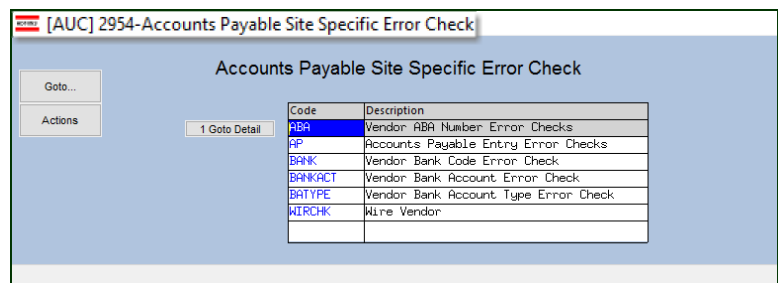 [AUC] 2954-Accounts Payable Site Specific Error Check
Accounts Payable Site Specific Error Check
Goto...
Actions
1 Goto Detail
Code Description
ABA Vendor ABA Number Error Checks
AP Accounts Payable Entry Error Checks
BANK Vendor Bank Code Error Check
BANKACT Vendor Bank Account Error Check
BATYPE Vendor Bank Account Type Error Check
WIRCHK Wire Vendor